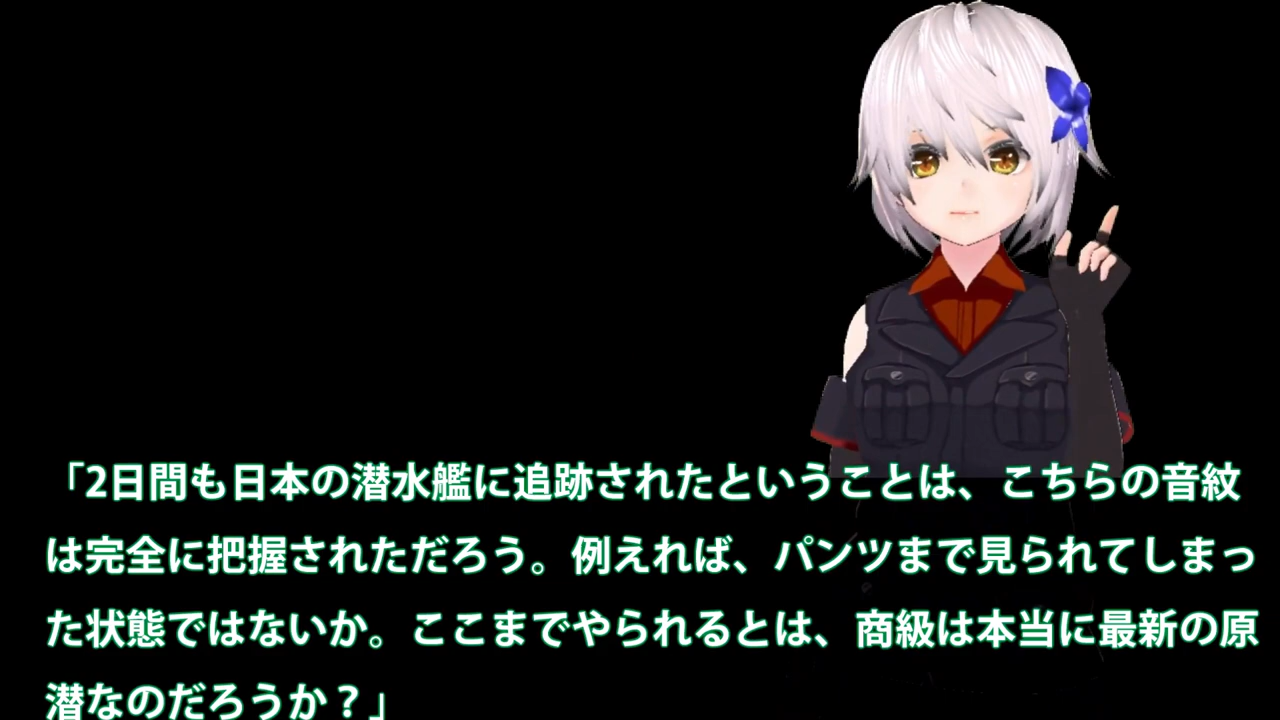 「2日間も日本の潜水艦に追跡されたということは、こちらの音紋
は完全に把握されただろう。例えれば、パンツまで見られてしまっ
た状態ではないか。ここまでやられるとは、商級は本当に最新の原
潜なのだろうか？」